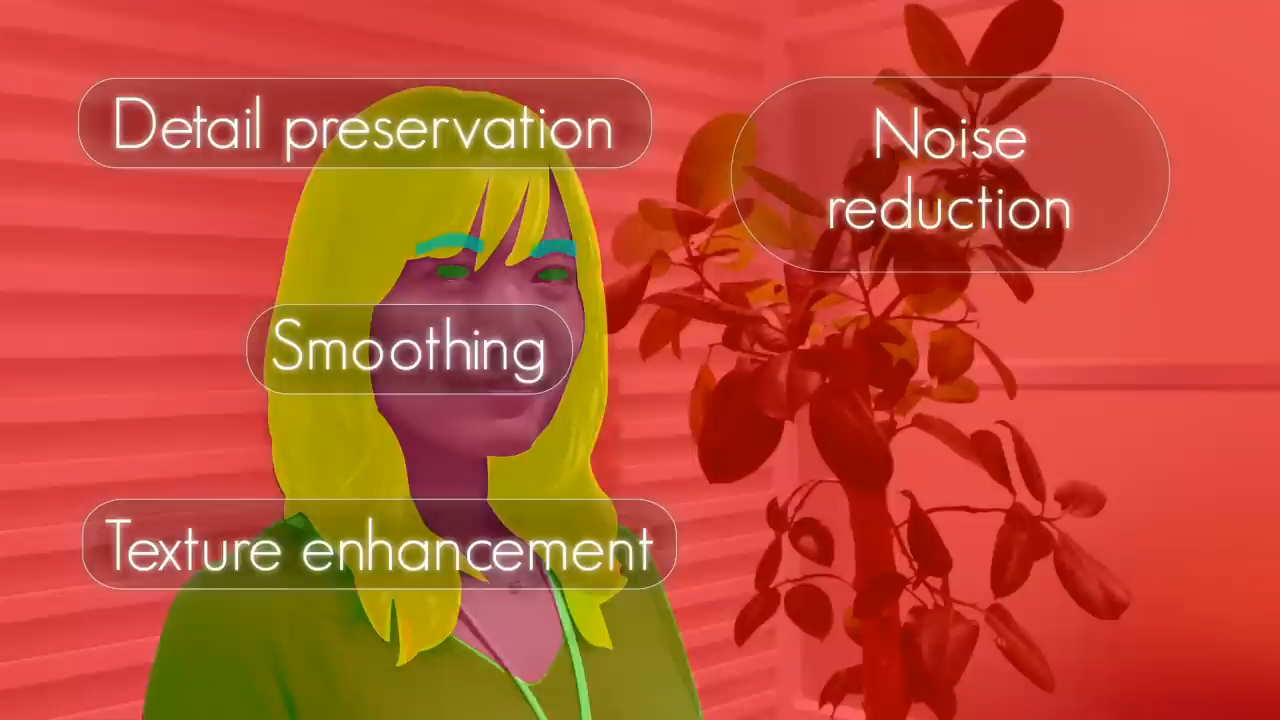 Detail preservation
Noise
reduction
Smoothing
Texture enhancement